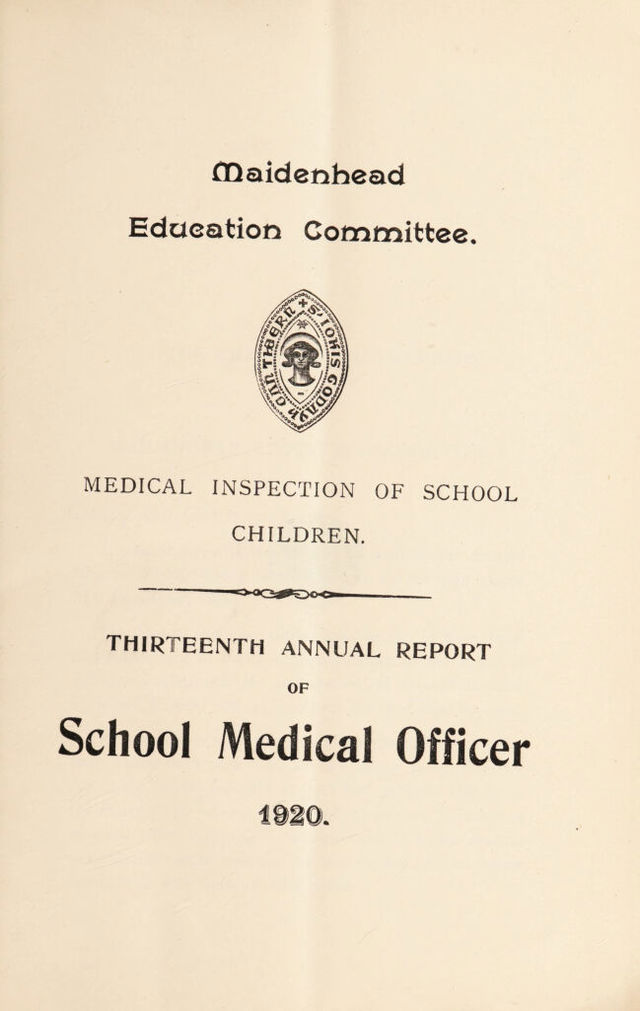 Maidenhead
Education Committee.
MEDICAL INSPECTION OF SCHOOL
CHILDREN.
THIRTEENTH ANNUAL REPORT
OF
School Medical Officer
1920.